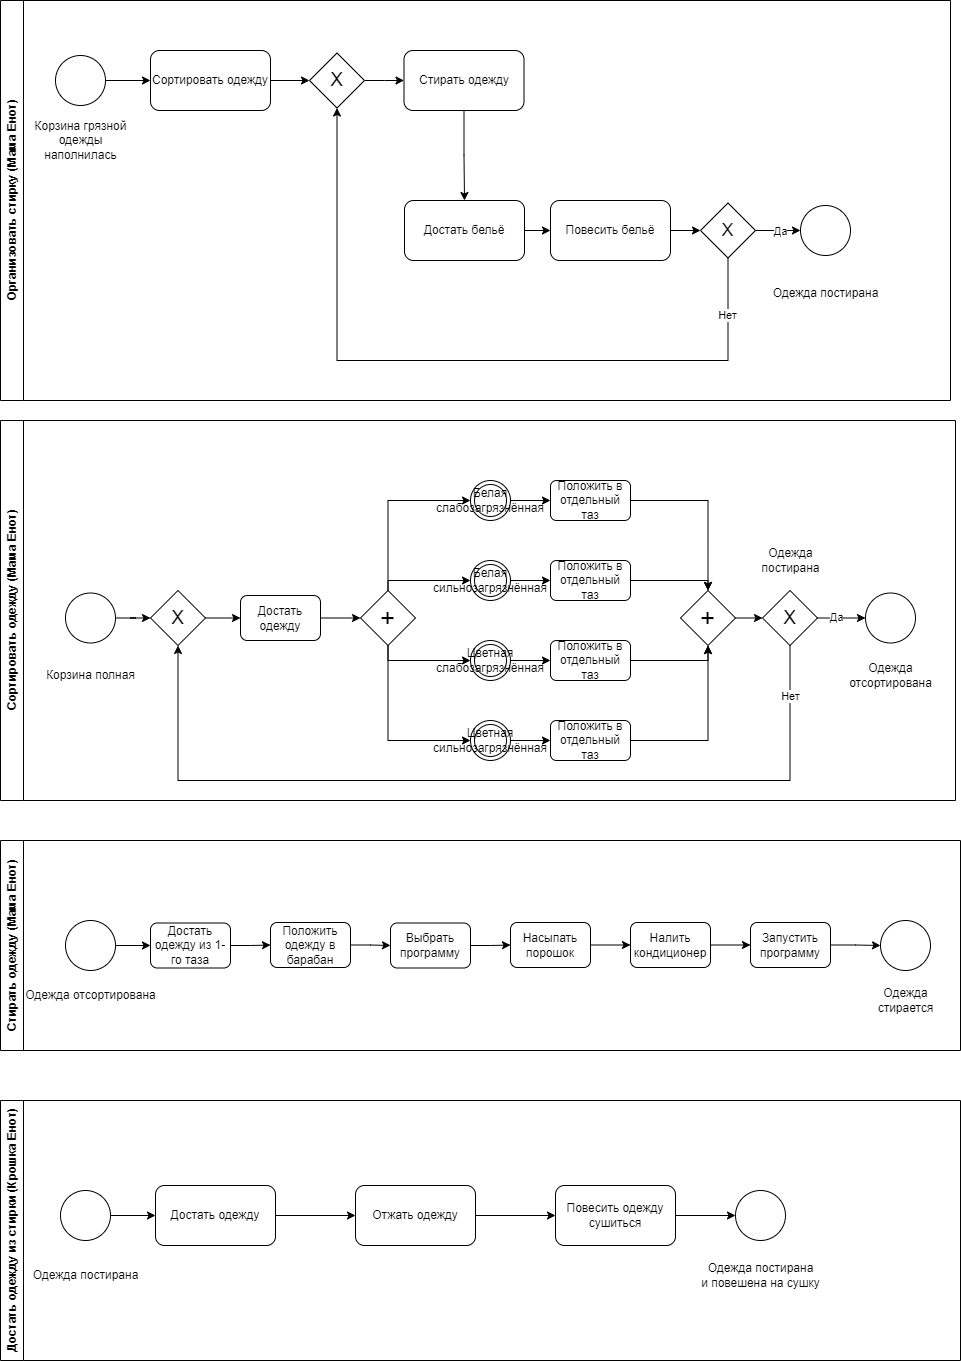 Организовать стирку (Мама Енот)
Сортировать одежду
X
Стирать одежду
Корзина грязной
одежды
наполнилась
Достать бельё
Повесить бельё
X
Да
Одежда постирана
Нет
Сортировать одежду (Мама Енот)
Белая
слабозагрязнённая
Положить в
отдельный
таз
Белая
сильнозагрязнённая
Положить в
отдельный
таз
Одежда
постирана
X
Достать
одежду
+
+
X
Да
Корзина полная
Цветная
слабозагрязнённая
Положить в
отдельный
таз
Одежда
отсортирована
Нет
Цветная
сильнозагрязнённая
Положить в
отдельный
таз
Стирать одежду (Мама Енот)
Достать
одежду из 1-
го таза
Положить
одежду в
барабан
Выбрать
программу
Насыпать
порошок
Налить
кондиционер
Запустить
программу
Одежда отсортирована
Одежда
стирается
Достать одежду из стирки (Крошка Енот)
Достать одежду
Отжать одежду
Повесить одежду
сушиться
Одежда постирана
Одежда постирана
и повешена на сушку